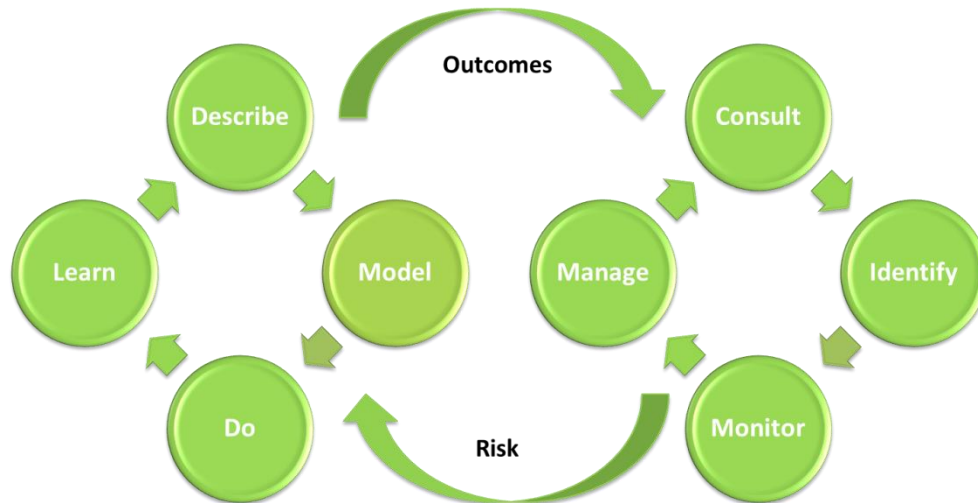 Outcomes
Describe
Consult
Learn
Model
Manage
Identify
Do
Monitor
Risk